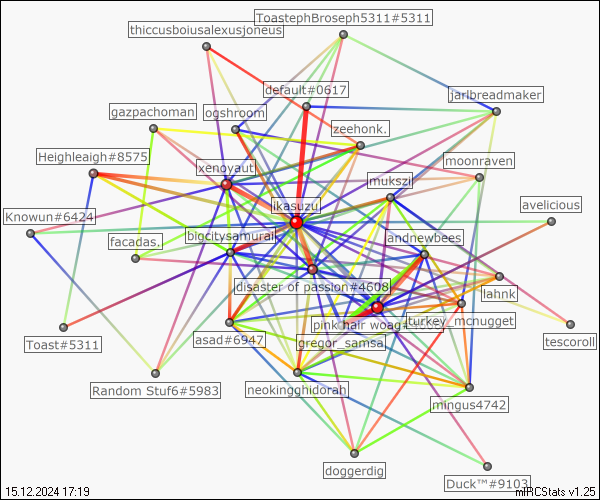 ToastephBroseph5311#5311
thiccusboiusalexusjoneus
default#0617
jarlbreadmaker
gazpachoman
ogshroom
zeehonk.
Heighleaigh#8575
xenoyaut
moonraven
mukszi
ikasuzu
avelicious
Knowun#6424
facadas.
bigcitysamurai
andnewbees
disaster of passion#4608
lahnk
pink hair woag
turkey_mcnugget
Toast#5311
asad#6947
gregor_samsa
tescoroll
Random Stuf6#5983
neokingghidorah
mingus4742
doggerdig
Duck™#9103
15.12.2024 17:19
mIRCStats v1.25